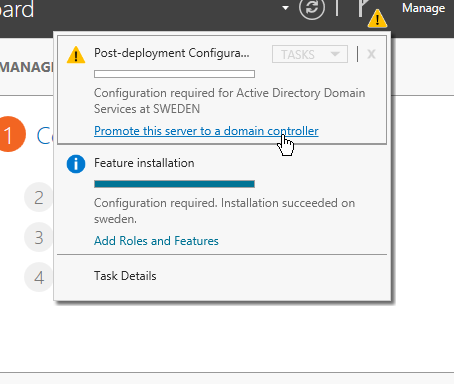 ard
Manage
Post-deployment Configura...
TASKS
x
MANAG
Configuration required for Active Directory Domain
Services at SWEDEN
1 Co
Promote this server to a domain controller
Feature installation
2
Configuration required. Installation succeeded on
sweden.
3
Add Roles and Features
4
Task Details